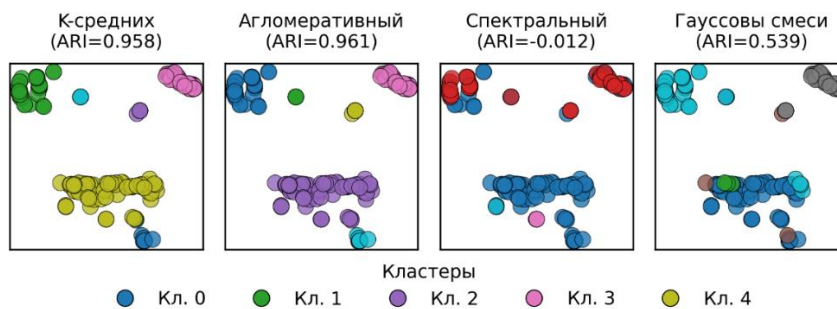 K-средних
(ARI=0.958)
Агломеративный
(ARI=0.961)
Спектральный
(ARI=-0.012)
Гауссовы смеси
(ARI=0.539)
Кластеры
Кл. 0
Кл. 1
Кл. 2
Кл. 3
Кл. 4